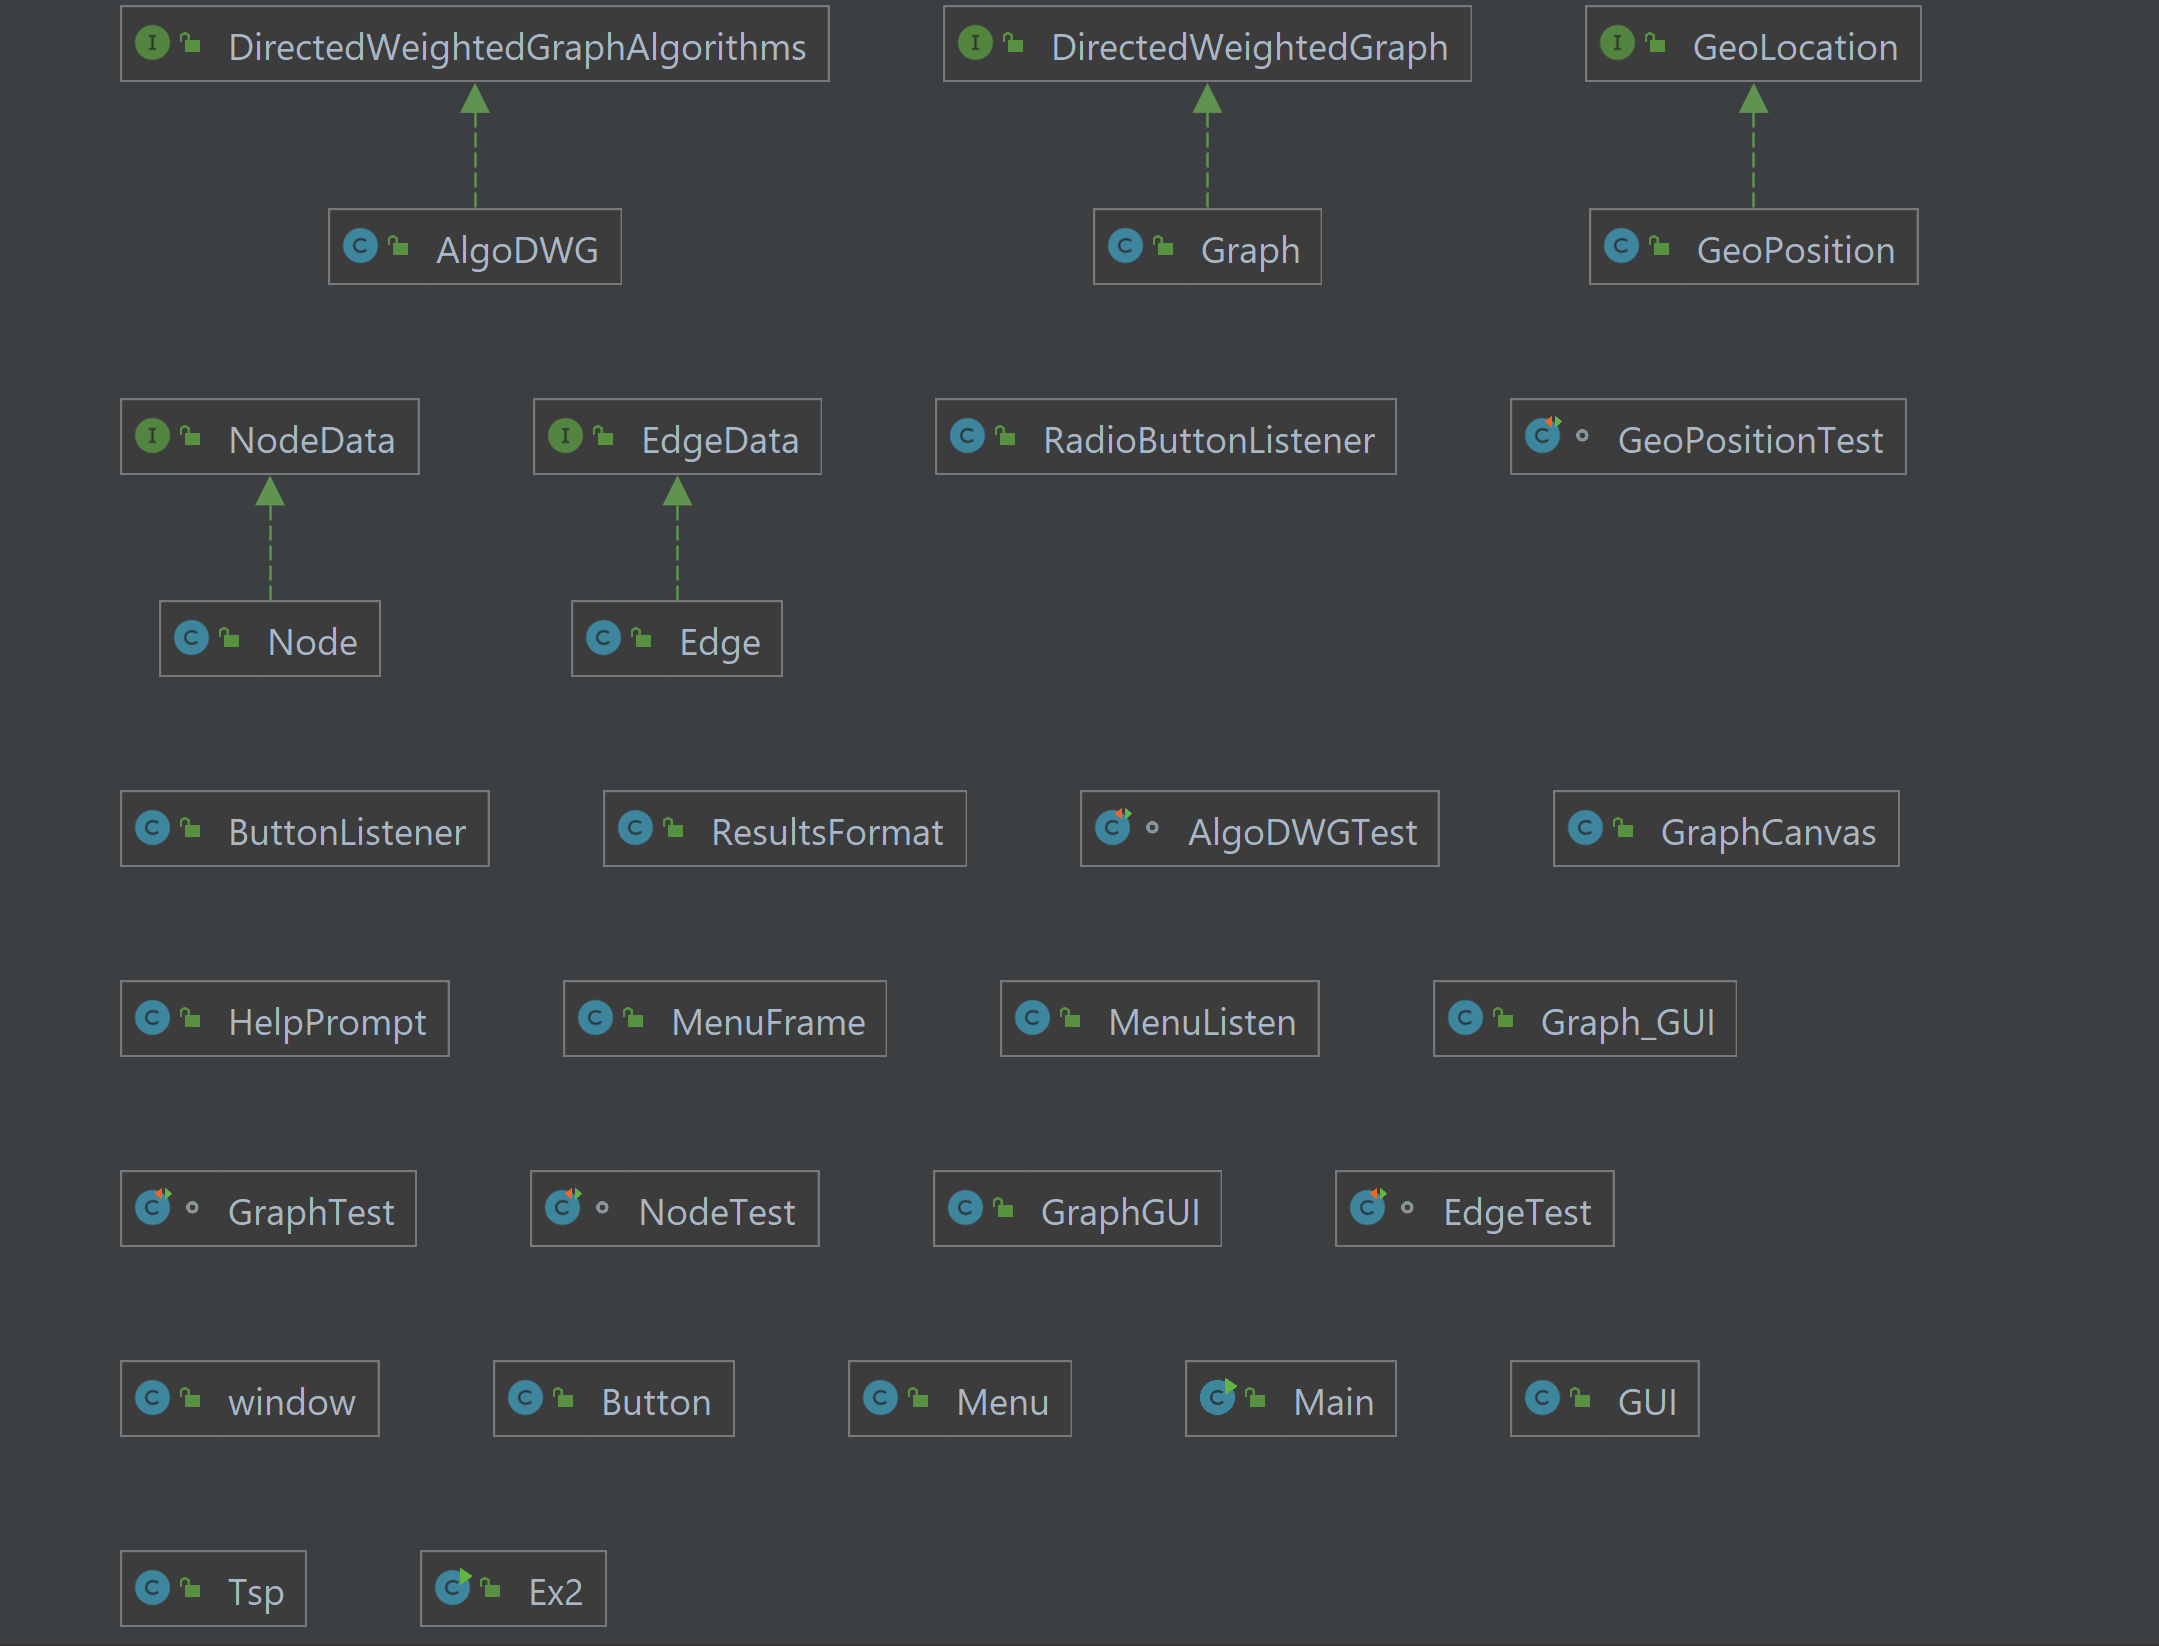 DirectedWeightedGraphAlgorithms
DirectedWeightedGraph
GeoLocation
AlgoDWG
Graph
GeoPosition
NodeData
EdgeData
RadioButtonListener
GeoPositionTest
Node
Edge
ButtonListener
ResultsFormat
AlgoDWGTest
GraphCanvas
HelpPrompt
MenuFrame
MenuListen
Graph_GUI
GraphTest
NodeTest
GraphGUI
EdgeTest
window
Button
Menu
Main
GUI
Tsp
Ex2